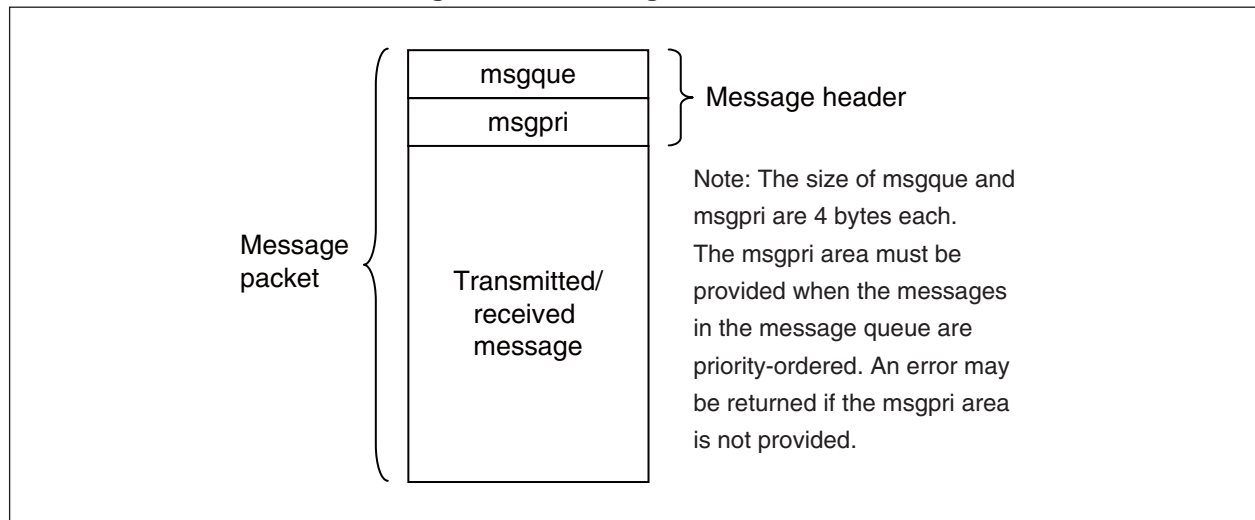 msgque
msgpri
Message header
Message
packet
Transmitted/
received
message
Note: The size of msgque and
msgpri are 4 bytes each.
The msgpri area must be
provided when the messages
in the message queue are
priority-ordered. An error may
be returned if the msgpri area
is not provided.